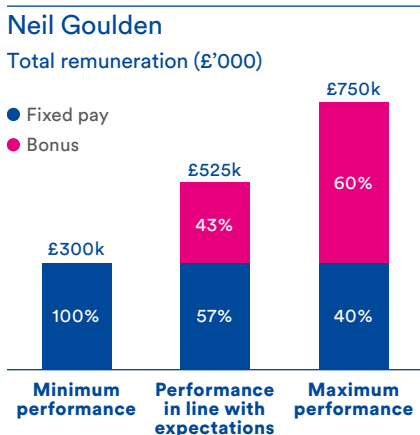 Neil Goulden
Total remuneration (£'000)
Fixed pay
Bonus
£300k
£525k
£750k
100%
43%
57%
60%
40%
Minimum
performance
Performance
in line with
expectations
Maximum
performance